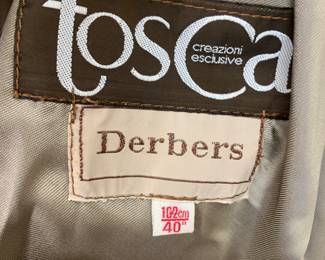 tosca
creazioni
esclusive
Derbers
102cm
40"